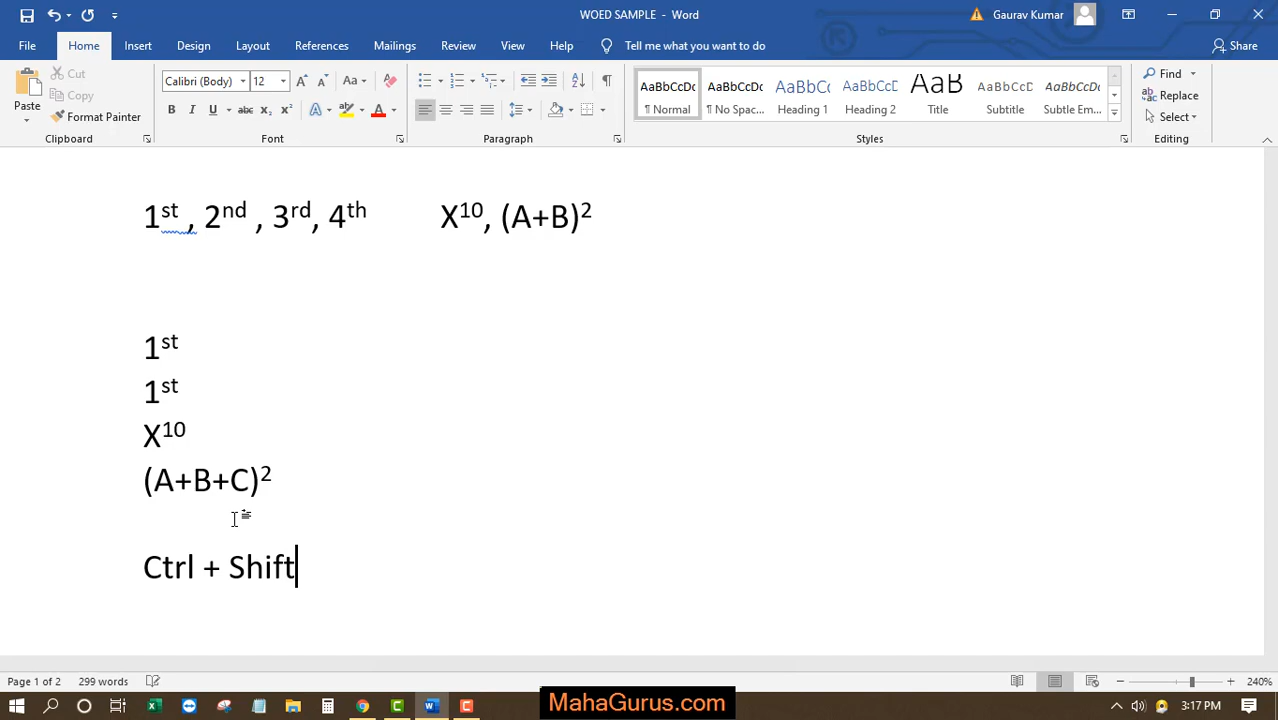 WOED SAMPLE - Word
Gaurav Kumar
File Home Insert Design Layout References Mailings Review View Help Tell me what you want to do Share
Paste
Cut
Copy
Format Painter
Clipboard
Calibri (Body) 12
Font
Paragraph
AaBbCcDc AaBbCcDc AaBbCc AaBbCcC AaB AaBbCcD AaBbCcDc
¶ Normal ¶ No Spac... Heading 1 Heading 2 Title Subtitle Subtle Em...
Styles
Find
Replace
Select
Editing
1st , 2nd , 3rd, 4th X10, (A+B)2
1st
1st
X10
(A+B+C)2
Ctrl + Shift
Page 1 of 2 299 words 240%
MahaGurus.com
3:17 PM